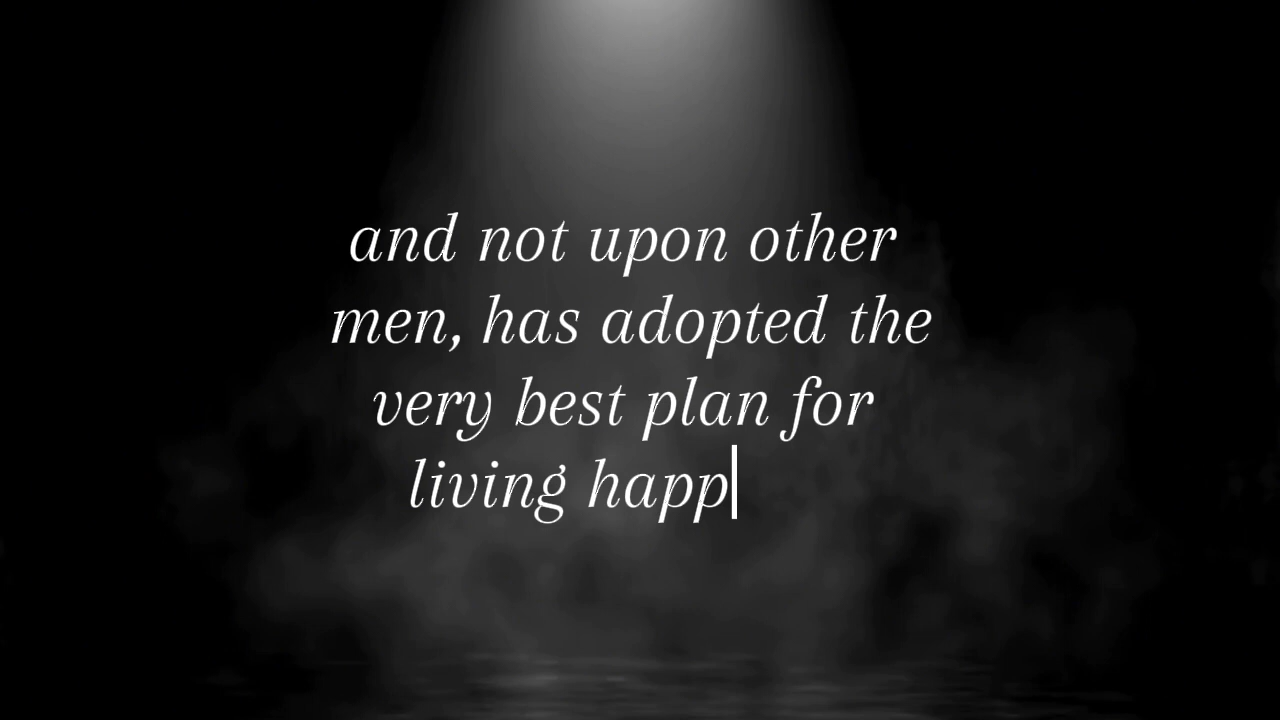 and not upon other
men, has adopted the
very best plan for
living happ